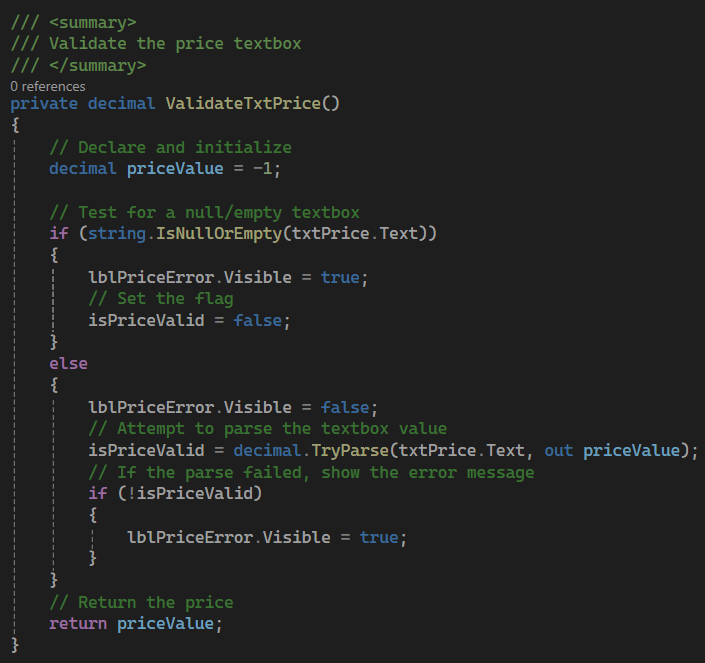 /// <summary>
/// Validate the price textbox
/// </summary>
0 references
private decimal ValidateTxtPrice()
{
    // Declare and initialize
    decimal priceValue = -1;

    // Test for a null/empty textbox
    if (string.IsNullOrEmpty(txtPrice.Text))
    {
        lblPriceError.Visible = true;
        // Set the flag
        isPriceValid = false;
    }
    else
    {
        lblPriceError.Visible = false;
        // Attempt to parse the textbox value
        isPriceValid = decimal.TryParse(txtPrice.Text, out priceValue);
        // If the parse failed, show the error message
        if (!isPriceValid)
        {
            lblPriceError.Visible = true;
        }
    }
    // Return the price
    return priceValue;
}